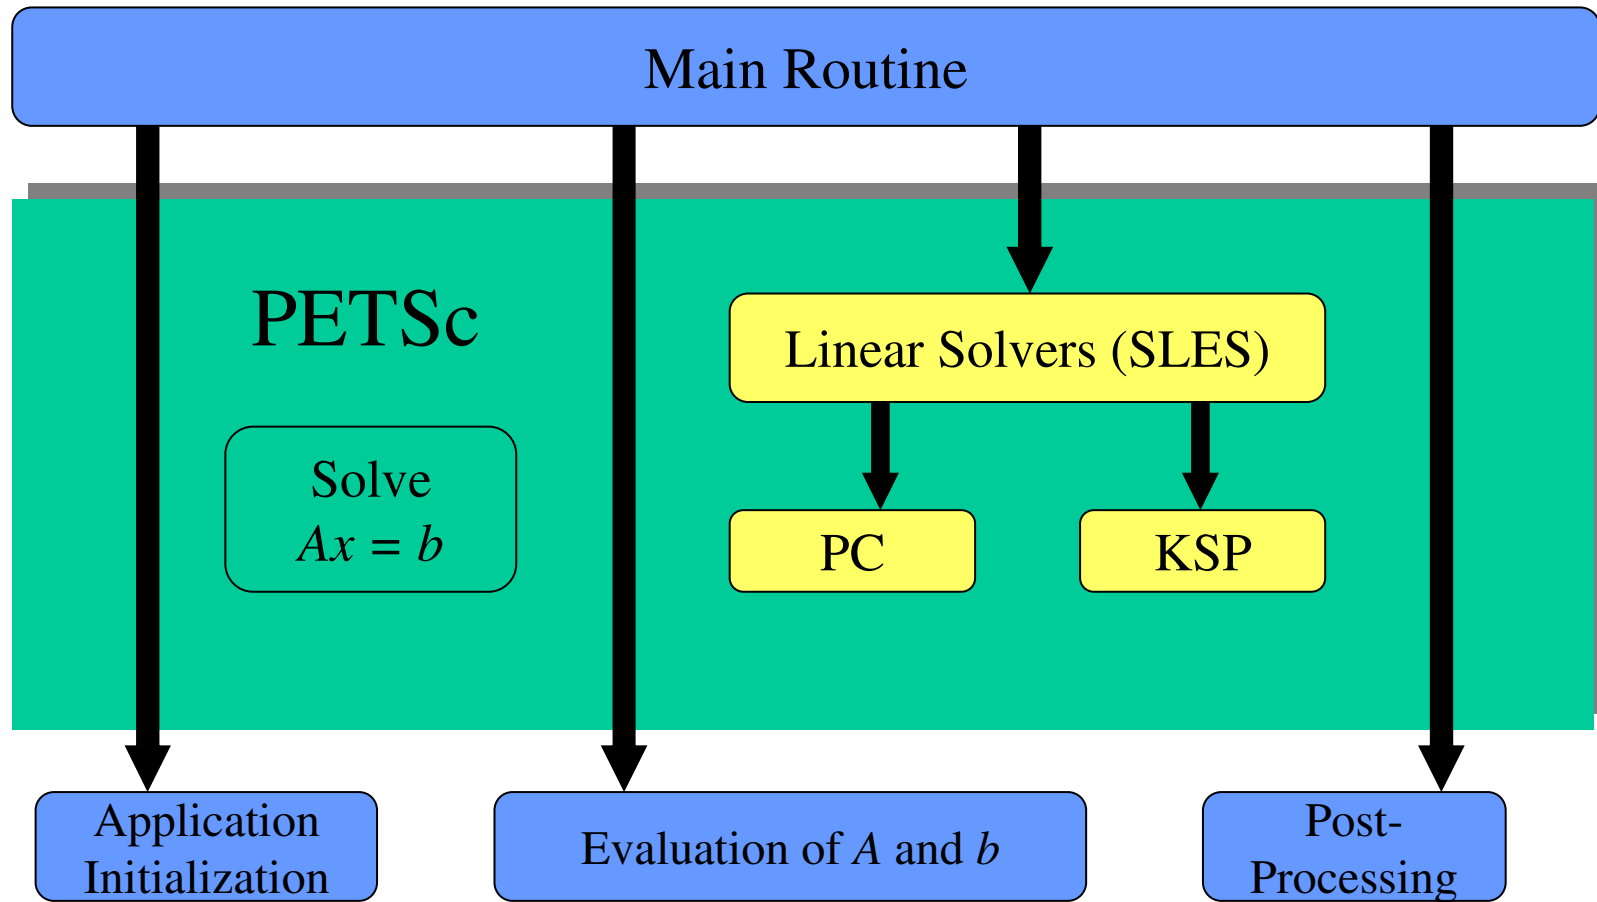 Main Routine
PETSc
Linear Solvers (SLES)
Solve
Ax = b
PC
KSP
Application
Initialization
Evaluation of A and b
Post-
Processing